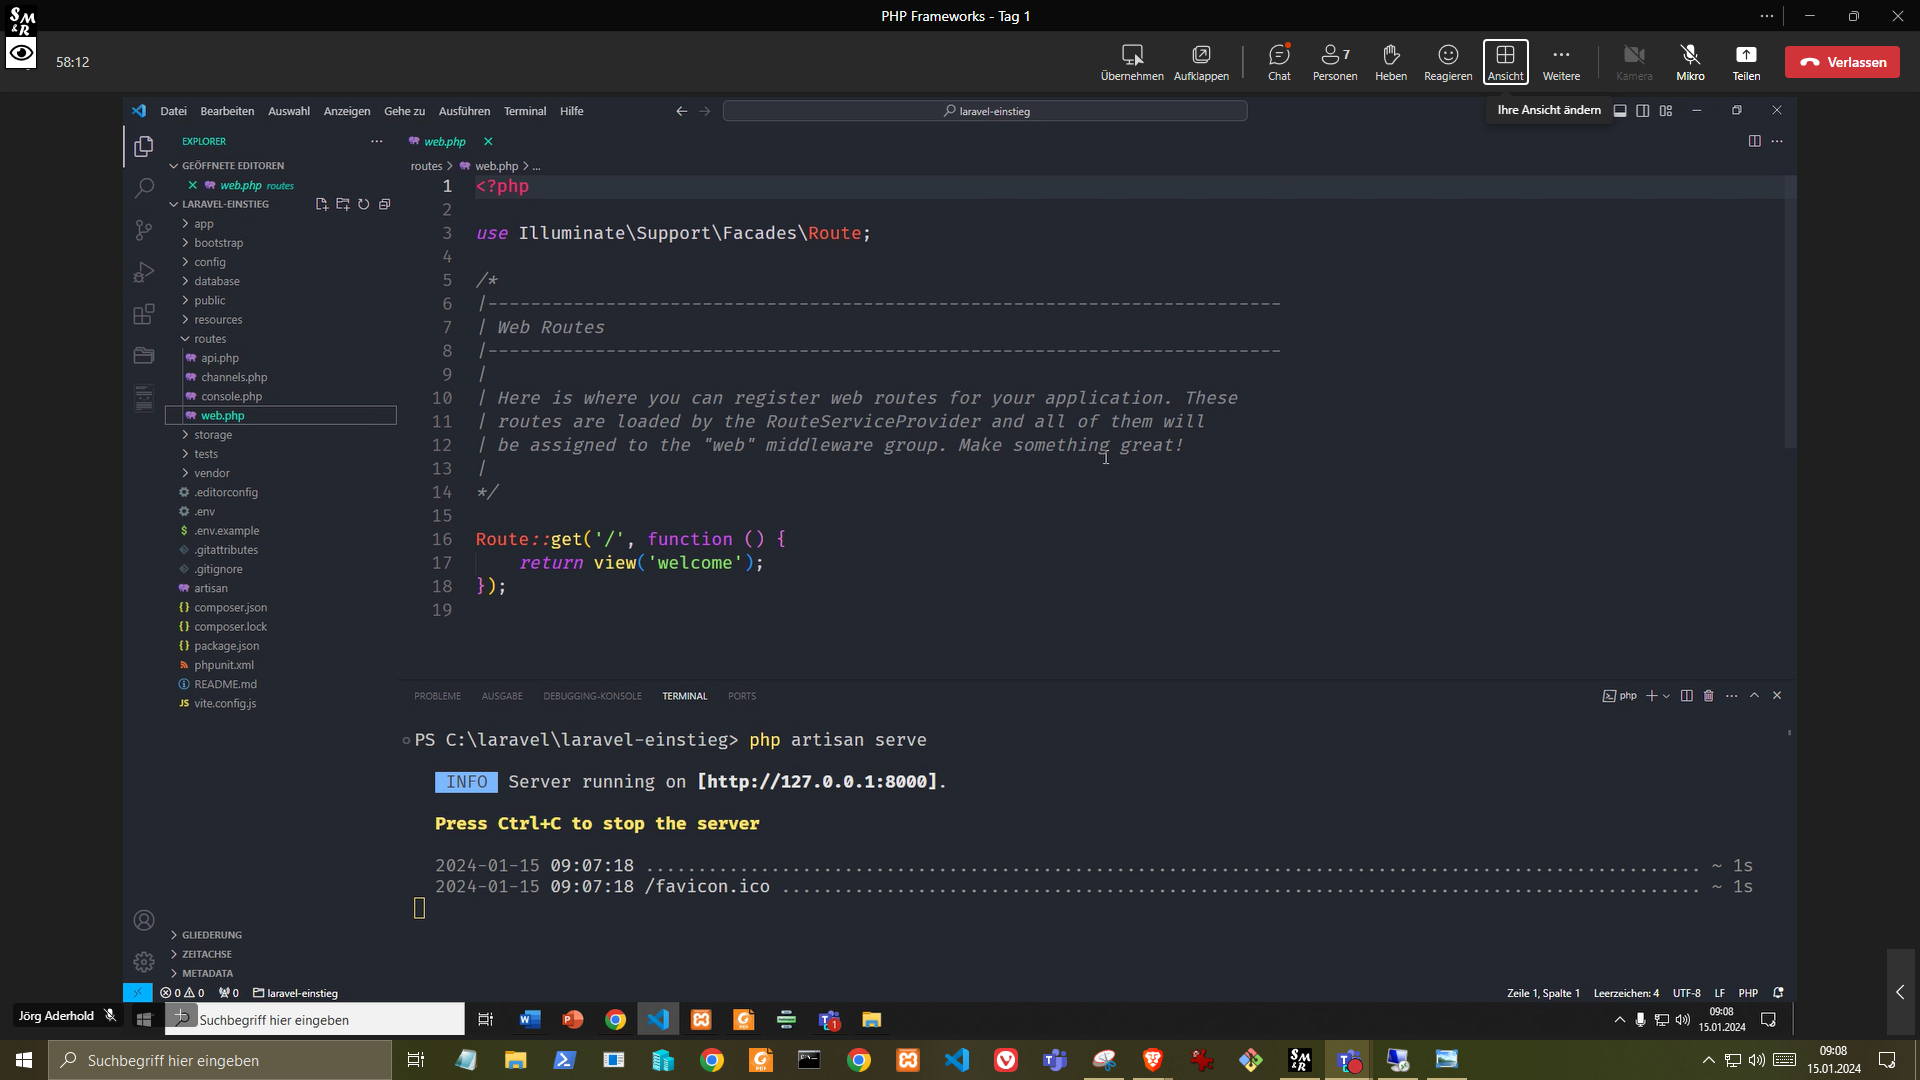 SM&R
PHP Frameworks - Tag 1
58:12
Übernehmen
Aufklappen
Chat
7
Personen
Heben
Reagieren
Ansicht
Weitere
Kamera
Mikro
Teilen
Verlassen
Datei Bearbeiten Auswahl Anzeigen Gehe zu Ausführen Terminal Hilfe
laravel-einstieg
Ihre Ansicht ändern
EXPLORER
GEÖFFNETE EDITOREN
web.php routes
LARAVEL-EINSTIEG
app
bootstrap
config
database
public
resources
routes
api.php
channels.php
console.php
web.php
storage
tests
vendor
.editorconfig
.env
.env.example
.gitattributes
.gitignore
artisan
composer.json
composer.lock
package.json
phpunit.xml
README.md
vite.config.js
GLIEDERUNG
ZEITACHSE
METADATA
web.php
routes > web.php > ...
1 <?php
2
3 use Illuminate\Support\Facades\Route;
4
5 /*
6 |--------------------------------------------------------------------------
7 | Web Routes
8 |--------------------------------------------------------------------------
9 |
10 | Here is where you can register web routes for your application. These
11 | routes are loaded by the RouteServiceProvider and all of them will
12 | be assigned to the "web" middleware group. Make something great!
13 |
14 */
15
16 Route::get('/', function () {
17     return view('welcome');
18 });
19
PROBLEME AUSGABE DEBUGGING-KONSOLE TERMINAL PORTS
php
PS C:\laravel\laravel-einstieg> php artisan serve
INFO Server running on [http://127.0.0.1:8000].
Press Ctrl+C to stop the server
2024-01-15 09:07:18 .................................................................................................... ~ 1s
2024-01-15 09:07:18 /favicon.ico ....................................................................................... ~ 1s
0 0 0 laravel-einstieg
Zeile 1, Spalte 1 Leerzeichen: 4 UTF-8 LF PHP
Jörg Aderhold
Suchbegriff hier eingeben
1
09:08
15.01.2024
Suchbegriff hier eingeben
SM&R
09:08
15.01.2024